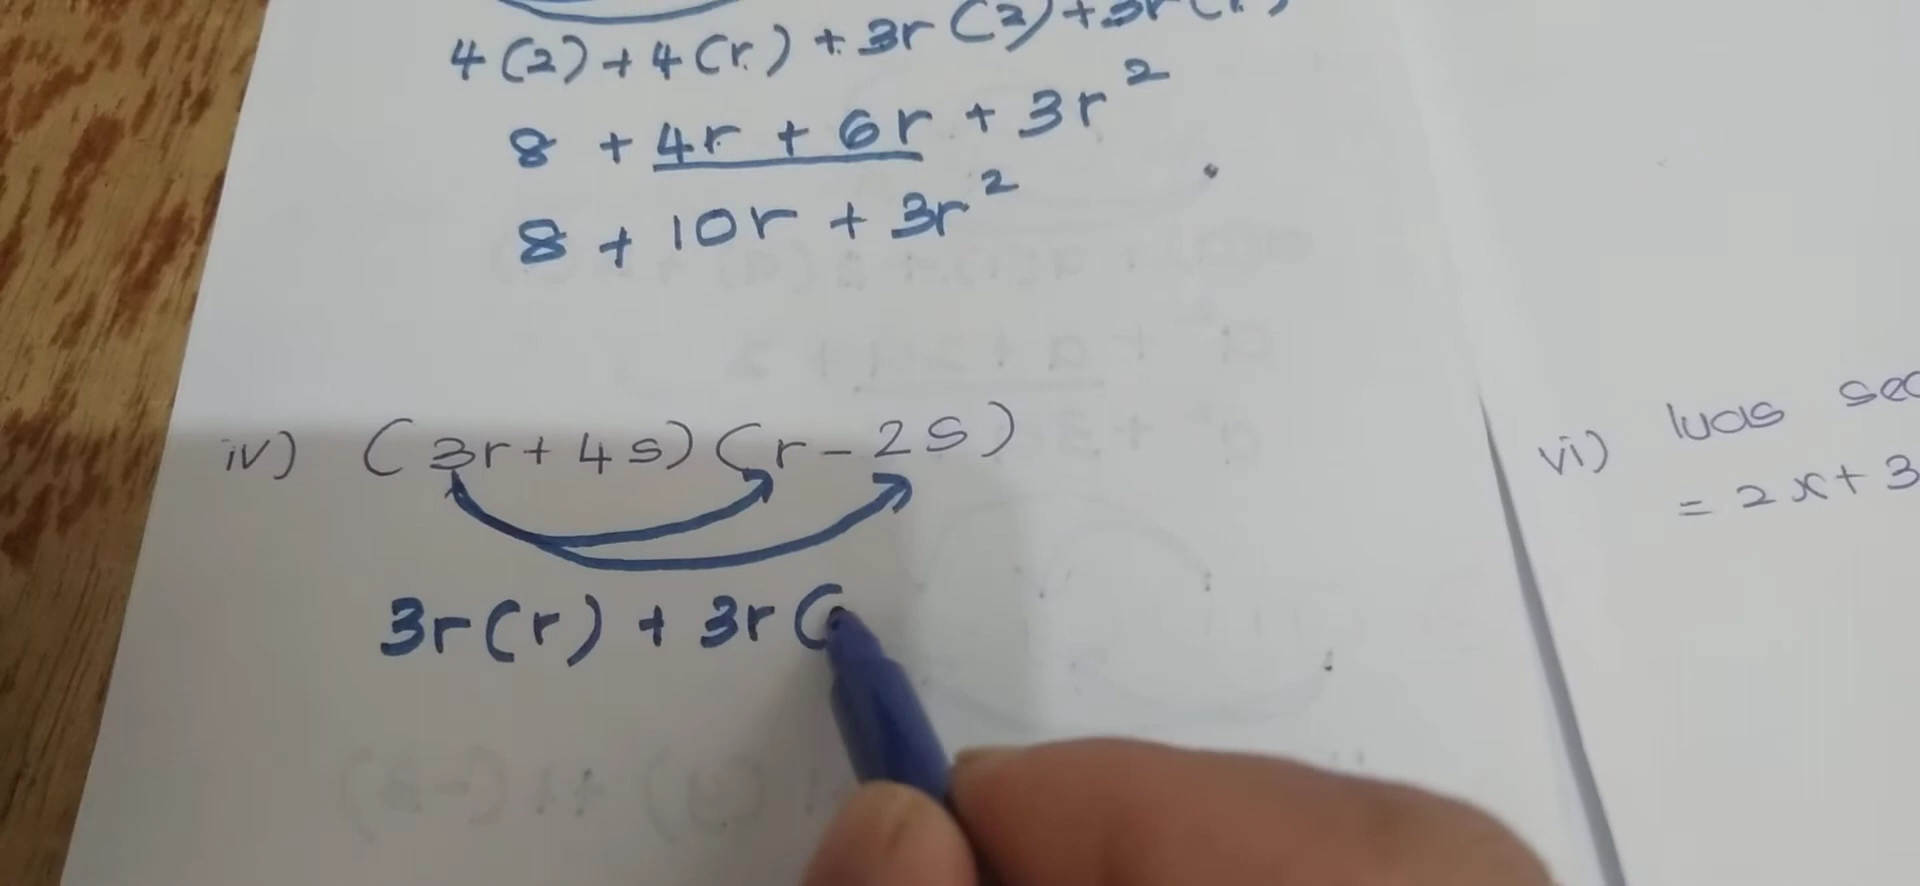 4(2)+4(r)+3r(2)+3r(r)
8 + 4r + 6r + 3r²
8 + 10r + 3r²
iv) (3r+4s)(r-2s)
3r(r) + 3r(
vi) luas
= 2x+3